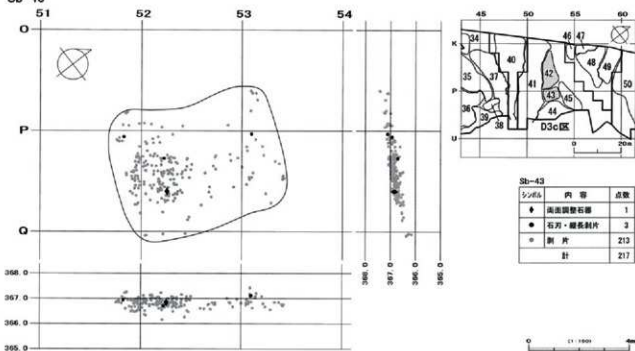 51 52 53 54
O
P
Q
368.0
367.0
366.0
365.0
368.0 367.0 366.0 365.0
45 50 55 60
K
P
U
34 35 36 37 38 39 40 41 42 43 44 45 46 47 48 49 50
D3c区
0 20m
Sb-43
シンボル 内容 点数
両面調整石器 1
石刃・縦長剥片 3
剥片 213
計 217
0 (1:160) 4m